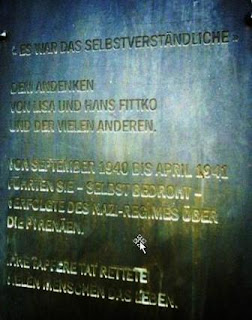 „ES WAR DAS SELBSTVERSTÄNDLICHE“
DEM ANDENKEN
VON LISA UND HANS FITTKO
UND DER VIELEN ANDEREN.
VON SEPTEMBER 1940 BIS APRIL 1941
FÜHRTEN SIE – SELBST BEDROHT –
VERFOLGTE DES NAZI-REGIMES ÜBER
DIE PYRENÄEN.
IHRE TAPFERE TAT RETTETE
VIELEN MENSCHEN DAS LEBEN.